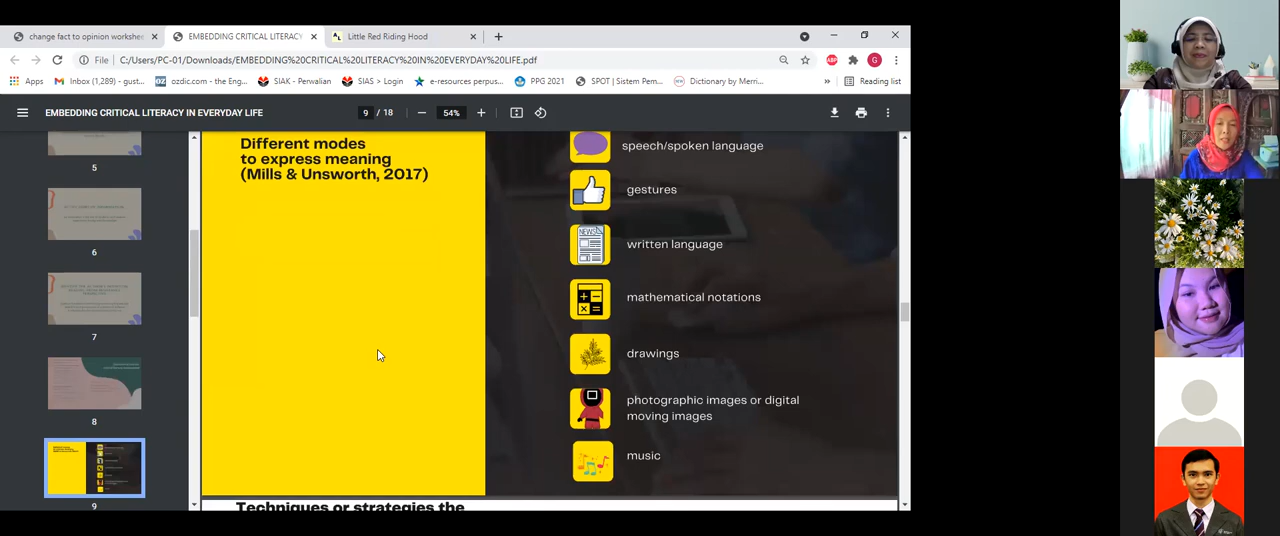 change fact to opinion workshee
EMBEDDING CRITICAL LITERACY
Little Red Riding Hood
File
C:/Users/PC-01/Downloads/EMBEDDING%20CRITICAL%20LITERACY%20IN%20EVERYDAY%20LIFE.pdf
G
Apps
Inbox (1,289) - gust...
ozdic.com - the Eng...
SIAK - Perwalian
SIAS > Login
e-resources perpus...
PPG 2021
SPOT (Sistem Pem...
Dictionary by Merri...
»
Reading list
EMBEDDING CRITICAL LITERACY IN EVERYDAY LIFE
9 / 18
54%
5
6
7
8
9
Different modes
to express meaning
(Mills & Unsworth, 2017)
speech/spoken language
gestures
NEWS
written language
mathematical notations
drawings
photographic images or digital
moving images
music
Techniques or strategies the